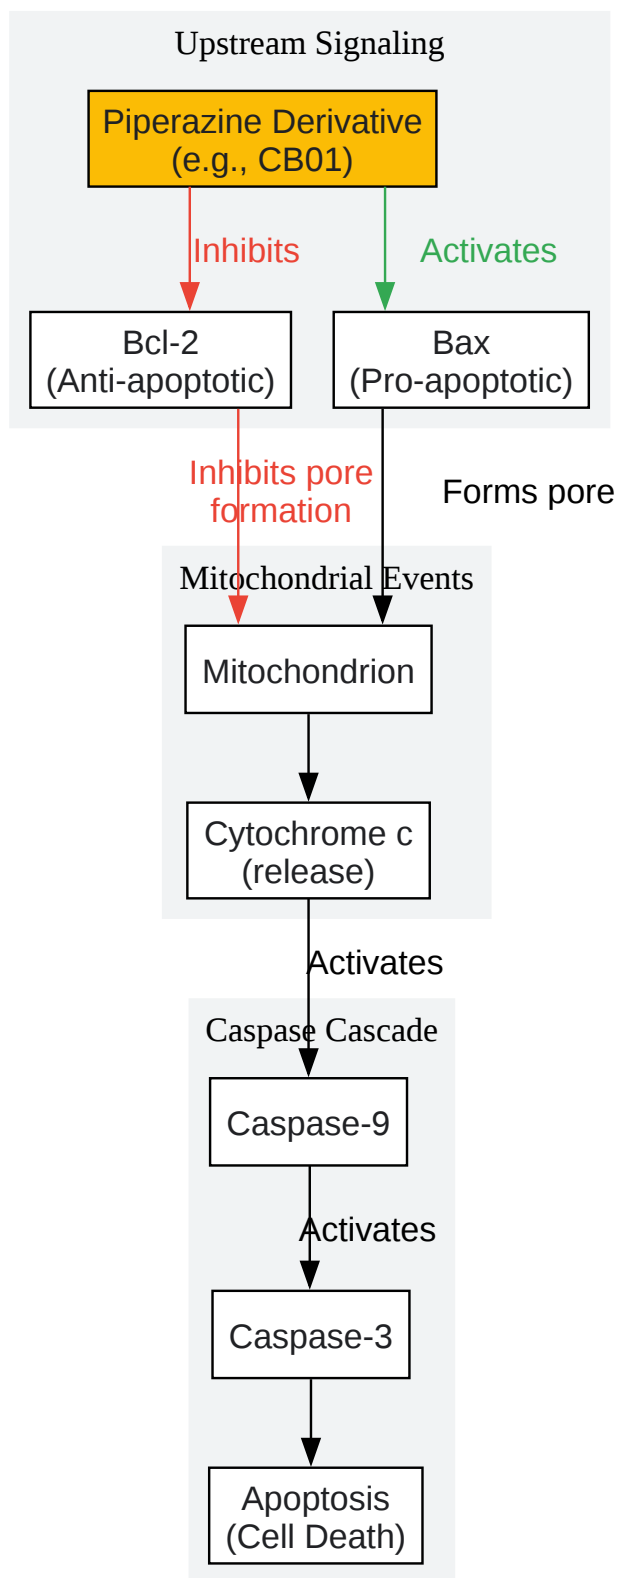 Upstream Signaling
Piperazine Derivative
(e.g., CB01)
Inhibits
Activates
Bcl-2
(Anti-apoptotic)
Bax
(Pro-apoptotic)
Inhibits pore
formation
Forms pore
Mitochondrial Events
Mitochondrion
Cytochrome c
(release)
Activates
Caspase Cascade
Caspase-9
Activates
Caspase-3
Apoptosis
(Cell Death)